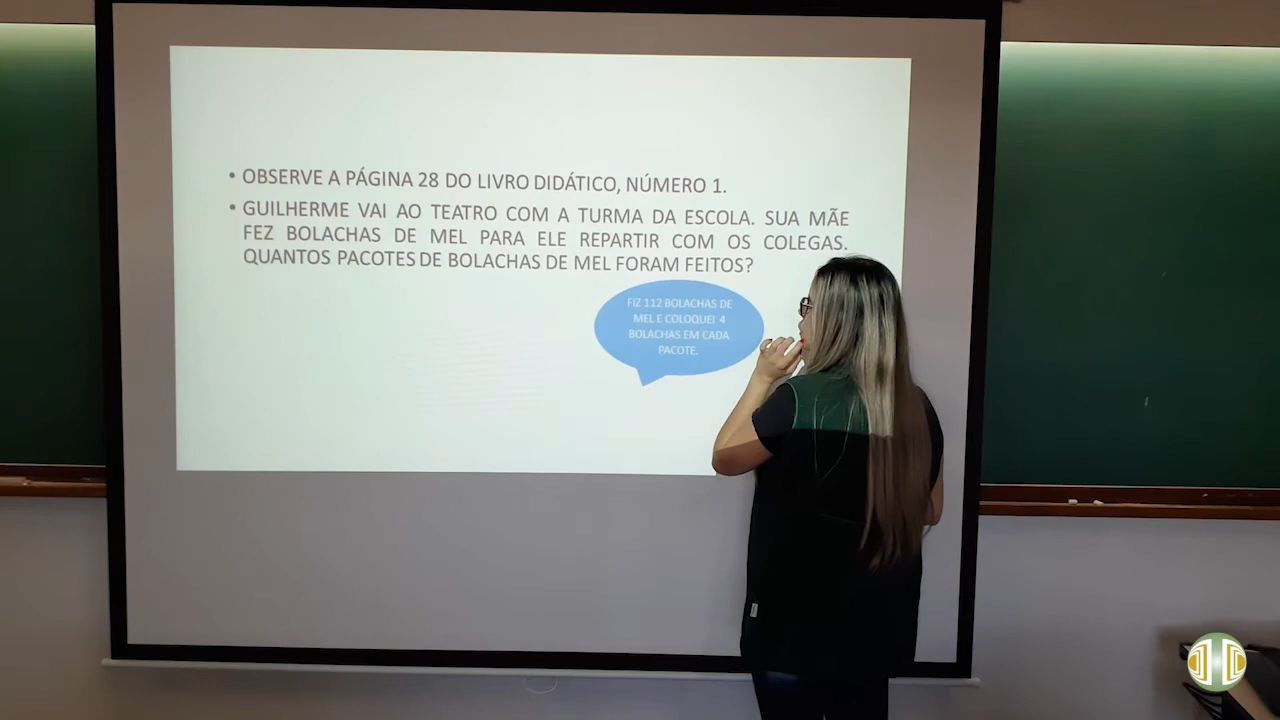 • OBSERVE A PÁGINA 28 DO LIVRO DIDÁTICO, NÚMERO 1.
• GUILHERME VAI AO TEATRO COM A TURMA DA ESCOLA. SUA MÃE
FEZ BOLACHAS DE MEL PARA ELE REPARTIR COM OS COLEGAS.
QUANTOS PACOTES DE BOLACHAS DE MEL FORAM FEITOS?
FIZ 112 BOLACHAS DE
MEL E COLOQUEI 4
BOLACHAS EM CADA
PACOTE.